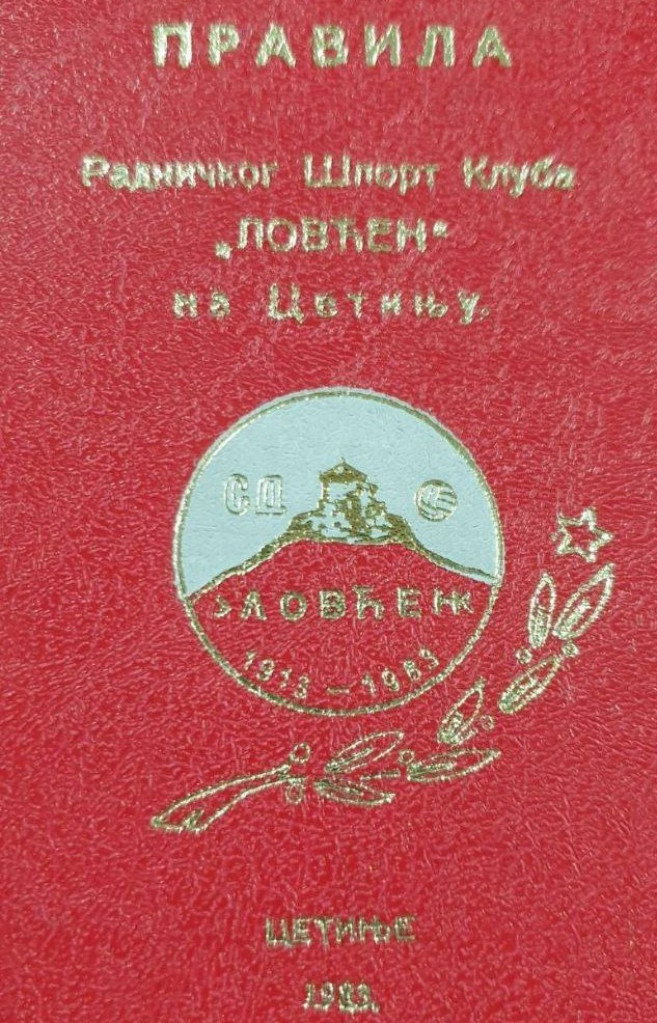 ПРАВИЛА
Радничког Шпорт Клуба
„ЛОВЋЕН“
на Цетињу.
СД
›ЛОВЋЕН‹
1913 – 1983
ЦЕТИЊЕ
1983.